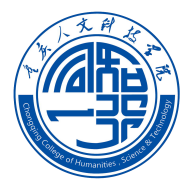 重庆人文科技学院
Chongqing College of Humanities , Science & Technology